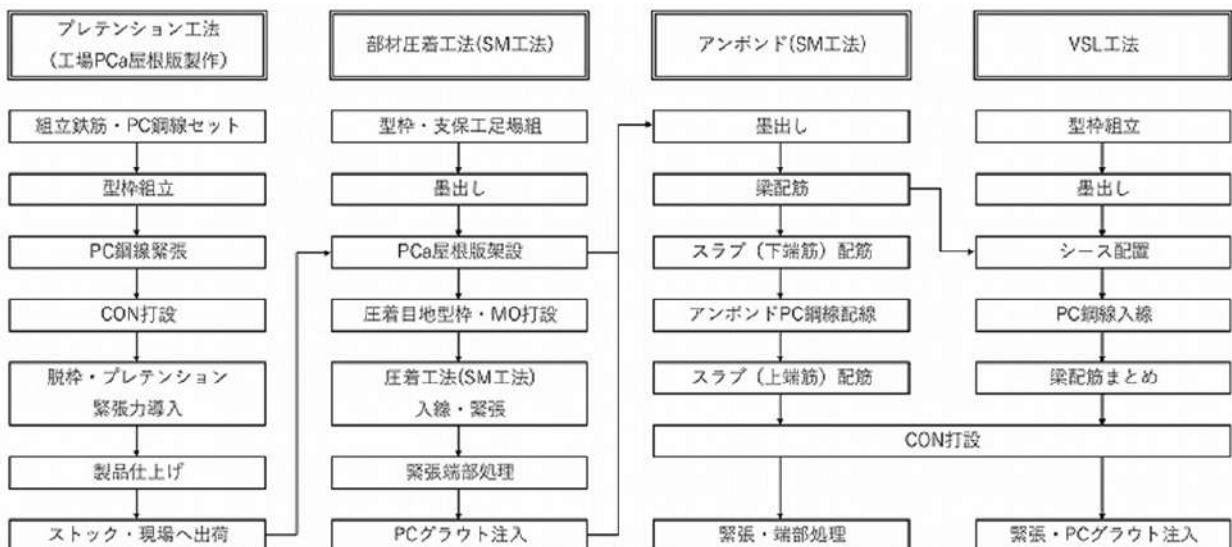 プレテンション工法
(工場PCa屋根版製作)
組立鉄筋・PC鋼線セット
型枠組立
PC鋼線緊張
CON打設
脱枠・プレテンション
緊張力導入
製品仕上げ
ストック・現場へ出荷
部材圧着工法(SM工法)
型枠・支保工足場組
墨出し
PCa屋根版架設
圧着目地型枠・MO打設
圧着工法(SM工法)
入線・緊張
緊張端部処理
PCグラウト注入
アンボンド(SM工法)
墨出し
梁配筋
スラブ（下端筋）配筋
アンボンドPC鋼線配線
スラブ（上端筋）配筋
CON打設
緊張・端部処理
VSL工法
型枠組立
墨出し
シース配置
PC鋼線入線
梁配筋まとめ
緊張・PCグラウト注入